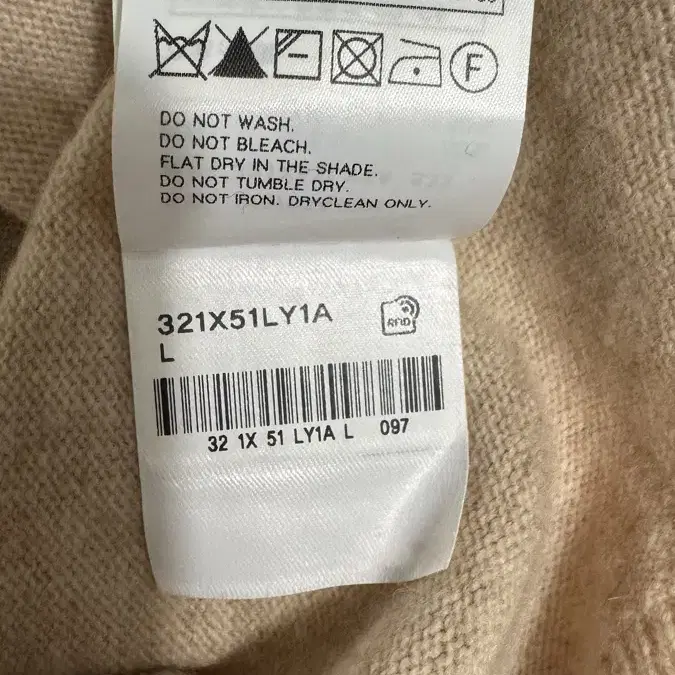 F
DO NOT WASH.
DO NOT BLEACH.
FLAT DRY IN THE SHADE.
DO NOT TUMBLE DRY.
DO NOT IRON. DRYCLEAN ONLY.
321X51LY1A
RFID
L
32 1X 51 LY1A L 097